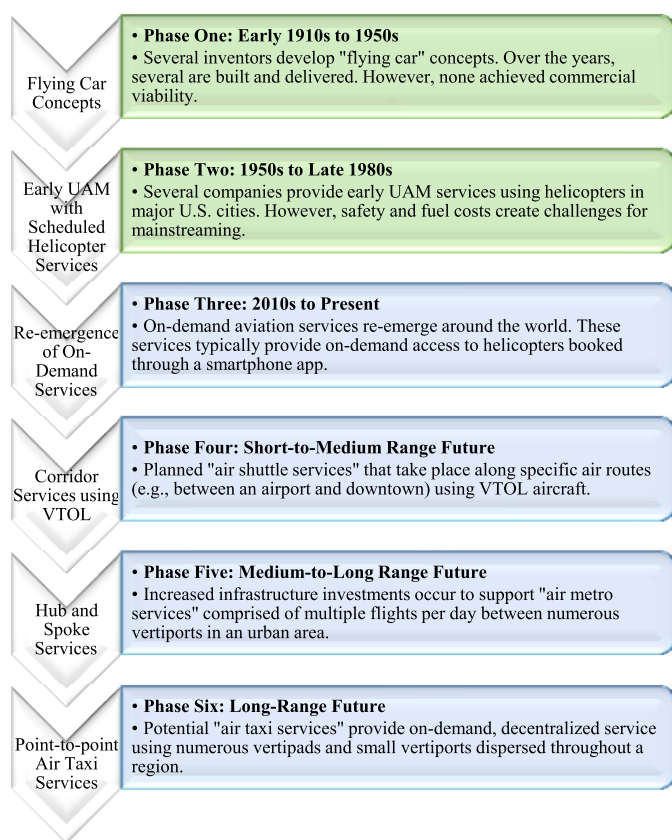 Flying Car
Concepts
• Phase One: Early 1910s to 1950s
• Several inventors develop "flying car" concepts. Over the years,
several are built and delivered. However, none achieved commercial
viability.
Early UAM
with
Scheduled
Helicopter
Services
• Phase Two: 1950s to Late 1980s
• Several companies provide early UAM services using helicopters in
major U.S. cities. However, safety and fuel costs create challenges for
mainstreaming.
Re-emergence
of On-
Demand
Services
• Phase Three: 2010s to Present
• On-demand aviation services re-emerge around the world. These
services typically provide on-demand access to helicopters booked
through a smartphone app.
Corridor
Services using
VTOL
• Phase Four: Short-to-Medium Range Future
• Planned "air shuttle services" that take place along specific air routes
(e.g., between an airport and downtown) using VTOL aircraft.
Hub and
Spoke
Services
• Phase Five: Medium-to-Long Range Future
• Increased infrastructure investments occur to support "air metro
services" comprised of multiple flights per day between numerous
vertiports in an urban area.
Point-to-point
Air Taxi
Services
• Phase Six: Long-Range Future
• Potential "air taxi services" provide on-demand, decentralized service
using numerous vertipads and small vertiports dispersed throughout a
region.